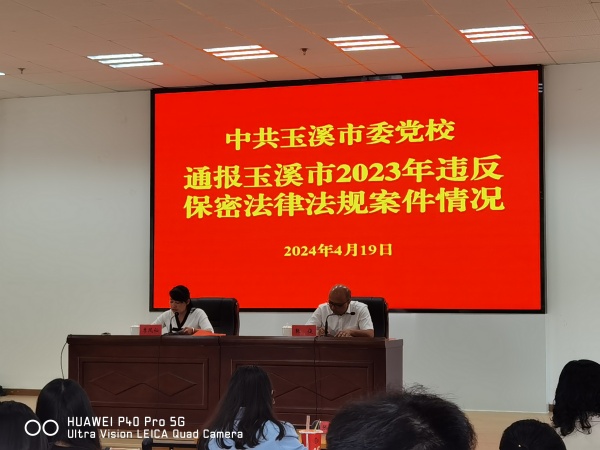 中共玉溪市委党校
通报玉溪市2023年违反
保密法律法规案件情况
2024年4月19日
HUAWEI P40 Pro 5G
Ultra Vision LEICA Quad Camera